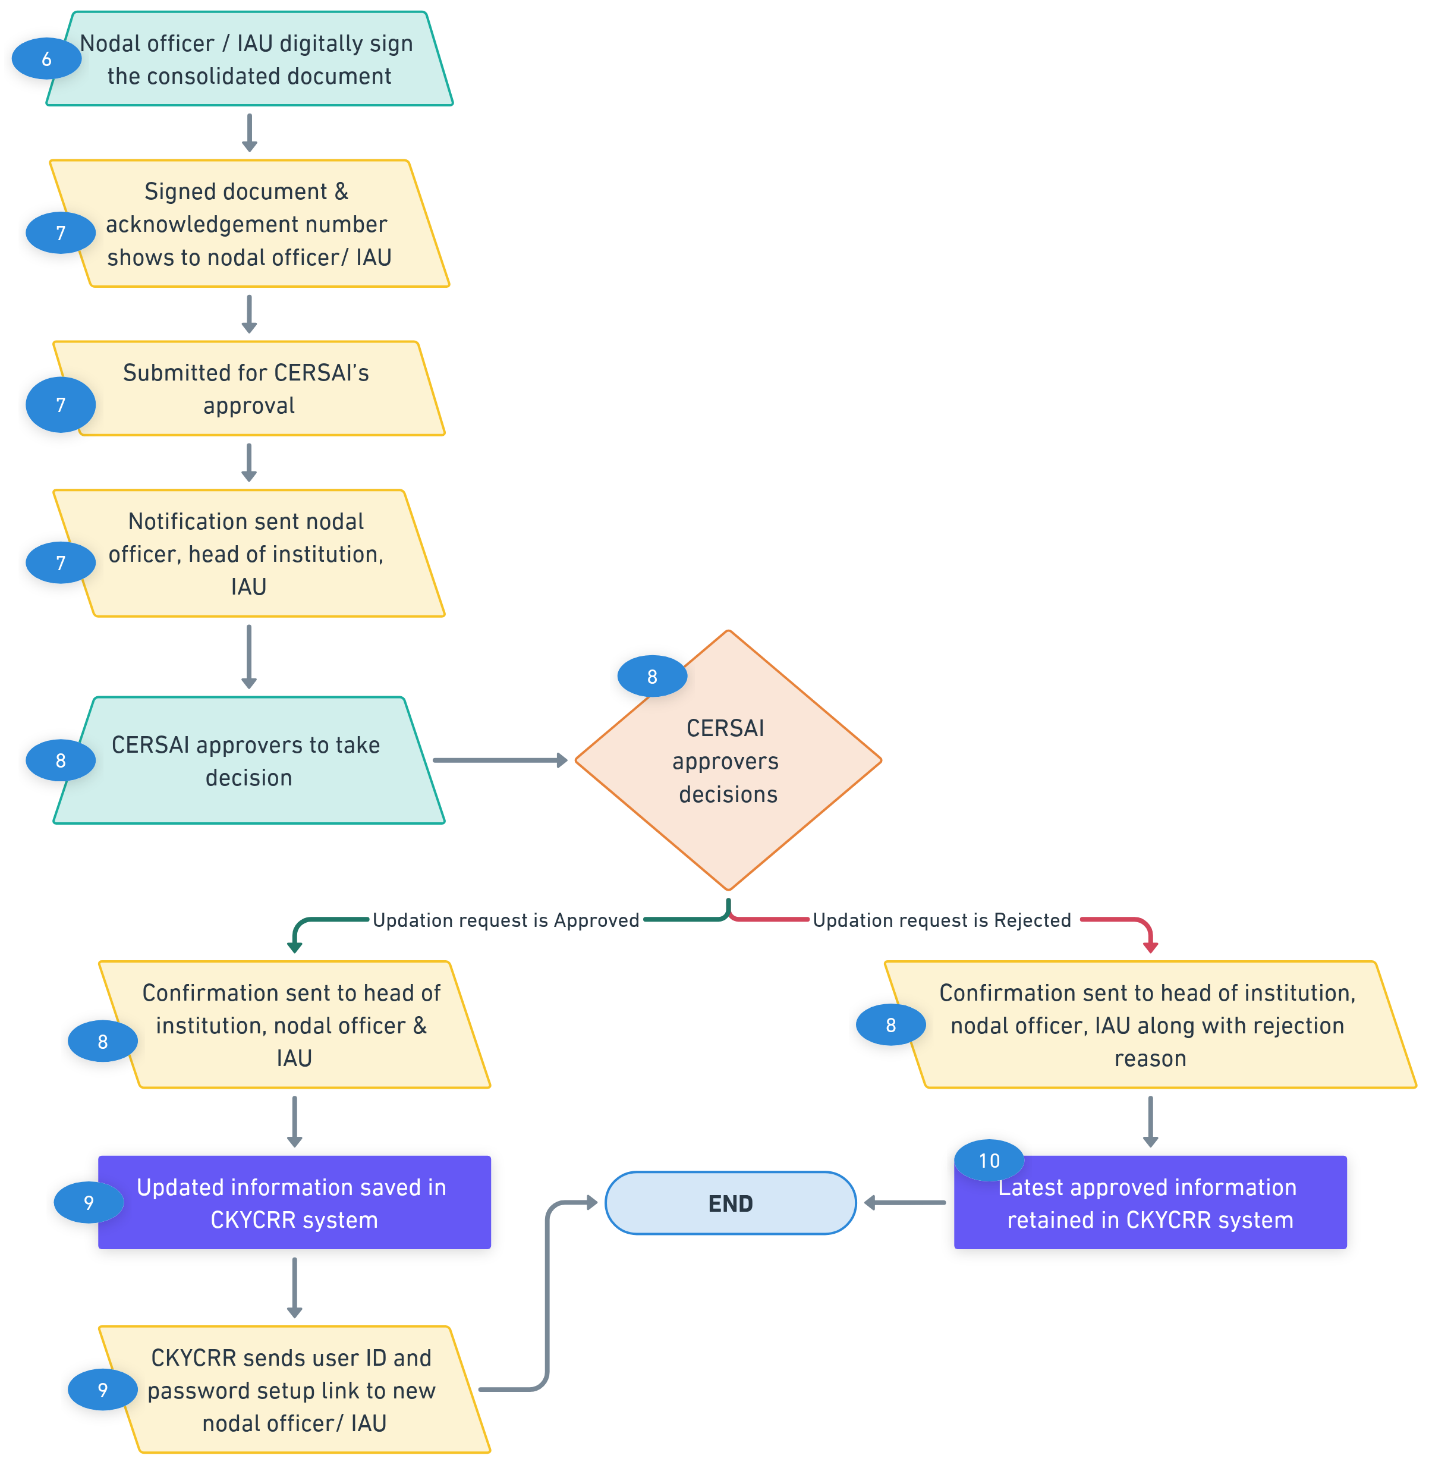 6
Nodal officer / IAU digitally sign
the consolidated document
7
Signed document &
acknowledgement number
shows to nodal officer/ IAU
7
Submitted for CERSAI’s
approval
7
Notification sent nodal
officer, head of institution,
IAU
8
CERSAI approvers to take
decision
8
CERSAI
approvers
decisions
Updation request is Approved
Updation request is Rejected
8
Confirmation sent to head of
institution, nodal officer &
IAU
8
Confirmation sent to head of institution,
nodal officer, IAU along with rejection
reason
9
Updated information saved in
CKYCRR system
END
10
Latest approved information
retained in CKYCRR system
9
CKYCRR sends user ID and
password setup link to new
nodal officer/ IAU